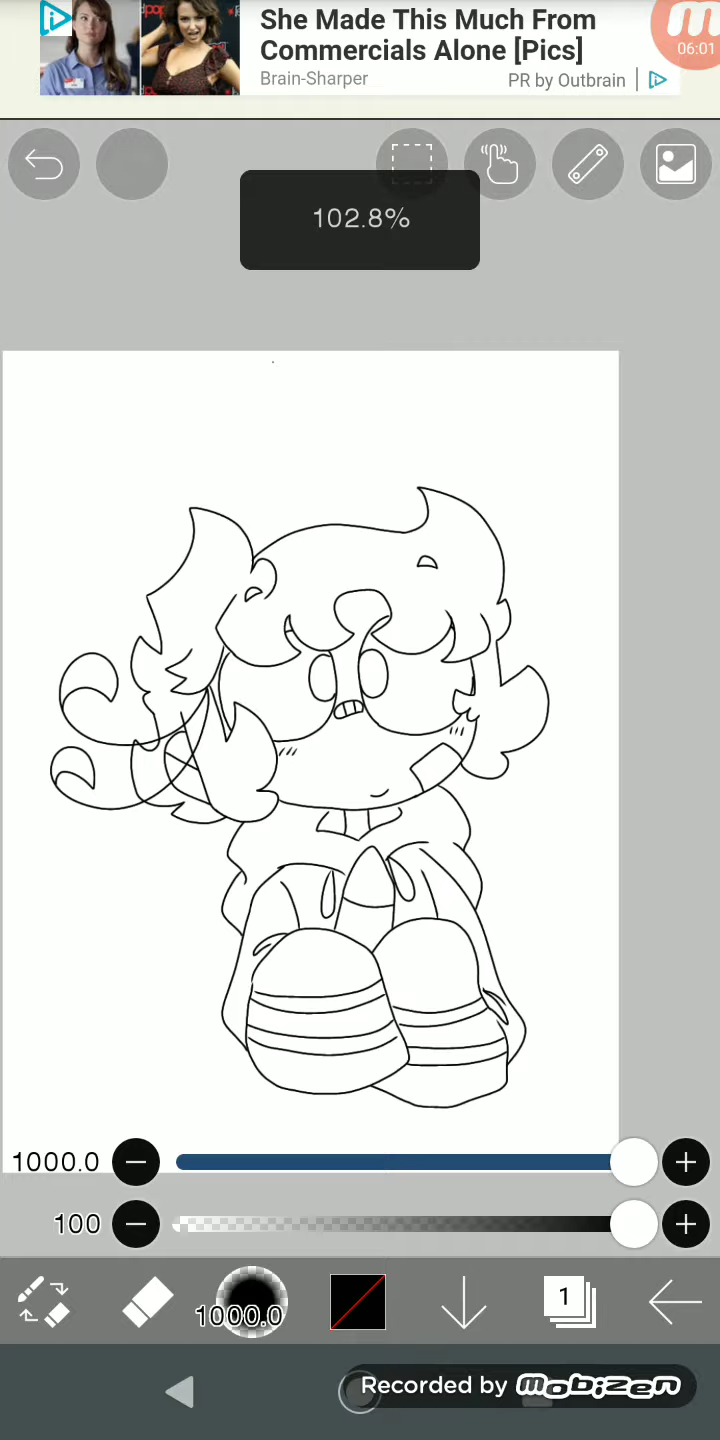 She Made This Much From
Commercials Alone [Pics]
Brain-Sharper
PR by Outbrain
06:01
102.8%
1000.0
100
1000.0
1
Recorded by mobizen